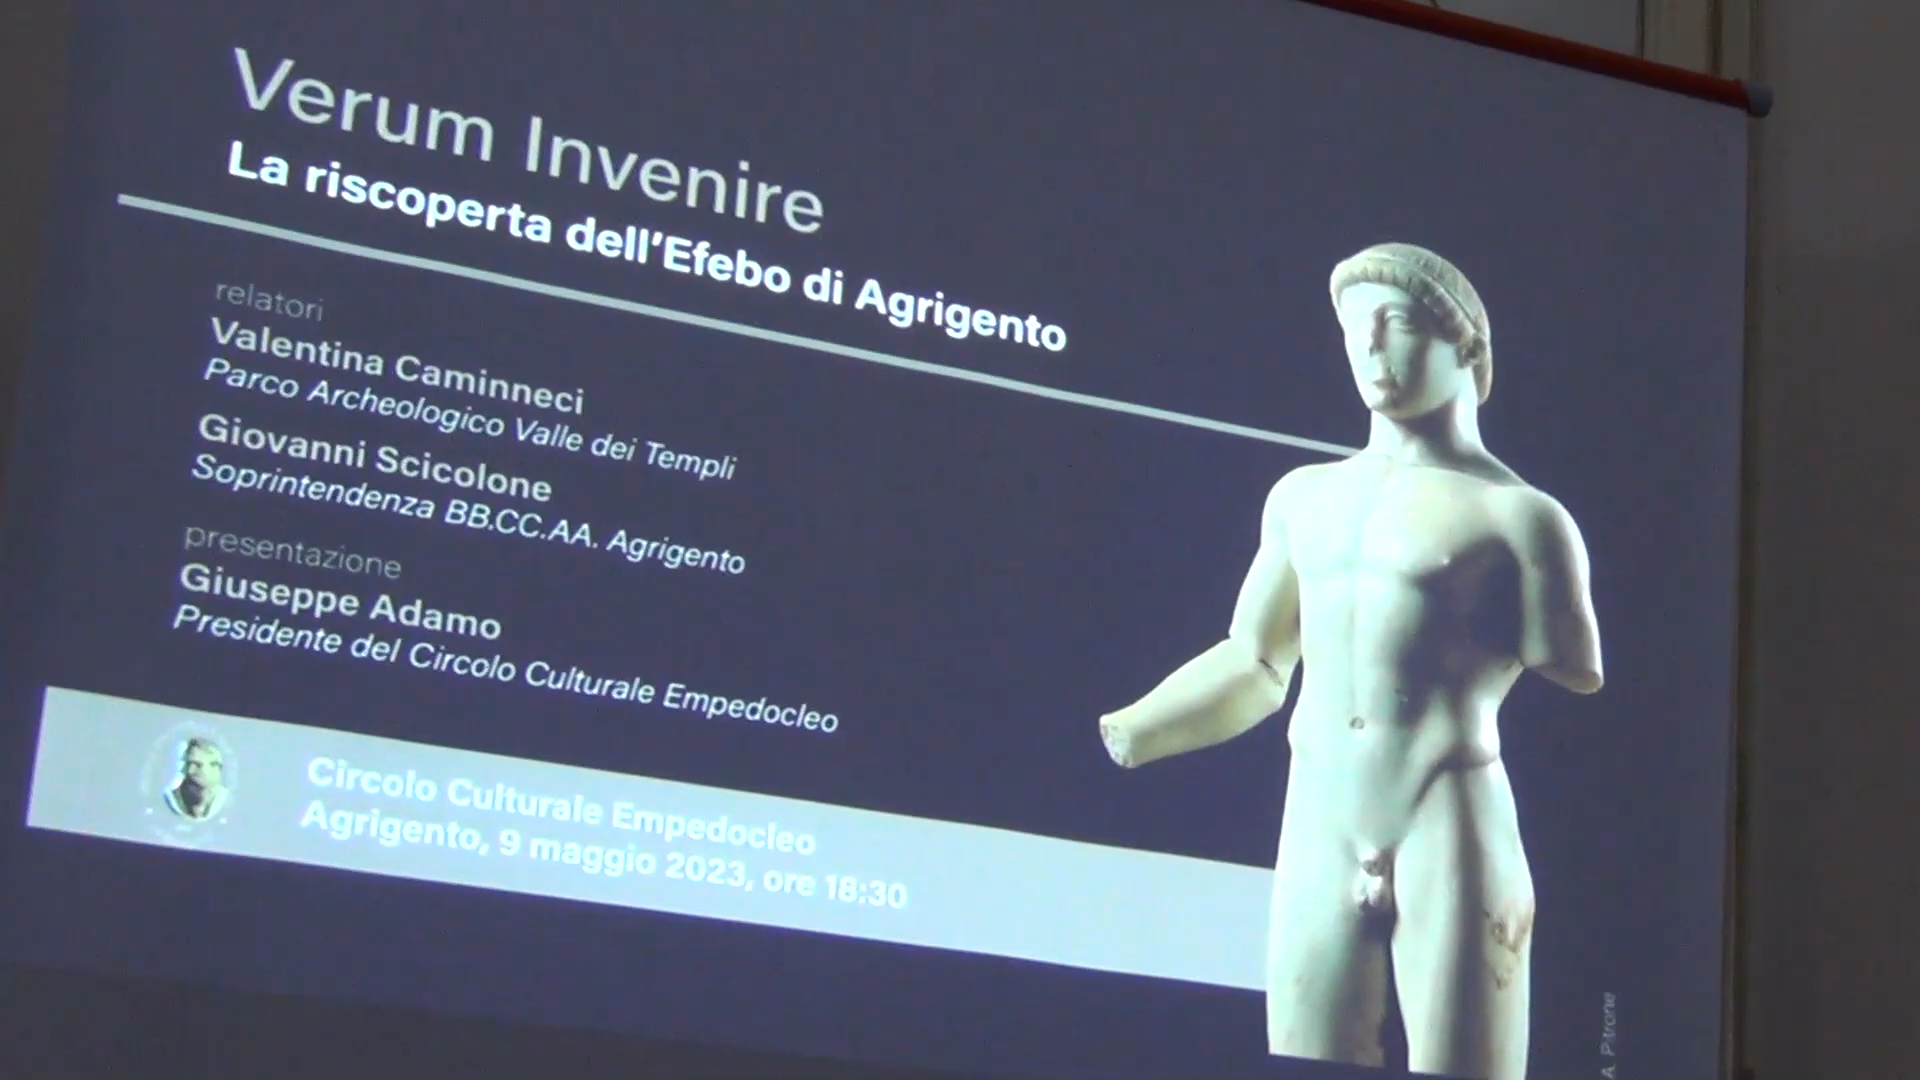 Verum Invenire
La riscoperta dell'Efebo di Agrigento
relatori
Valentina Caminneci
Parco Archeologico Valle dei Templi
Giovanni Scicolone
Soprintendenza BB.CC.AA. Agrigento
presentazione
Giuseppe Adamo
Presidente del Circolo Culturale Empedocleo
Circolo Culturale Empedocleo
Agrigento, 9 maggio 2023, ore 18:30
A. Pitrone